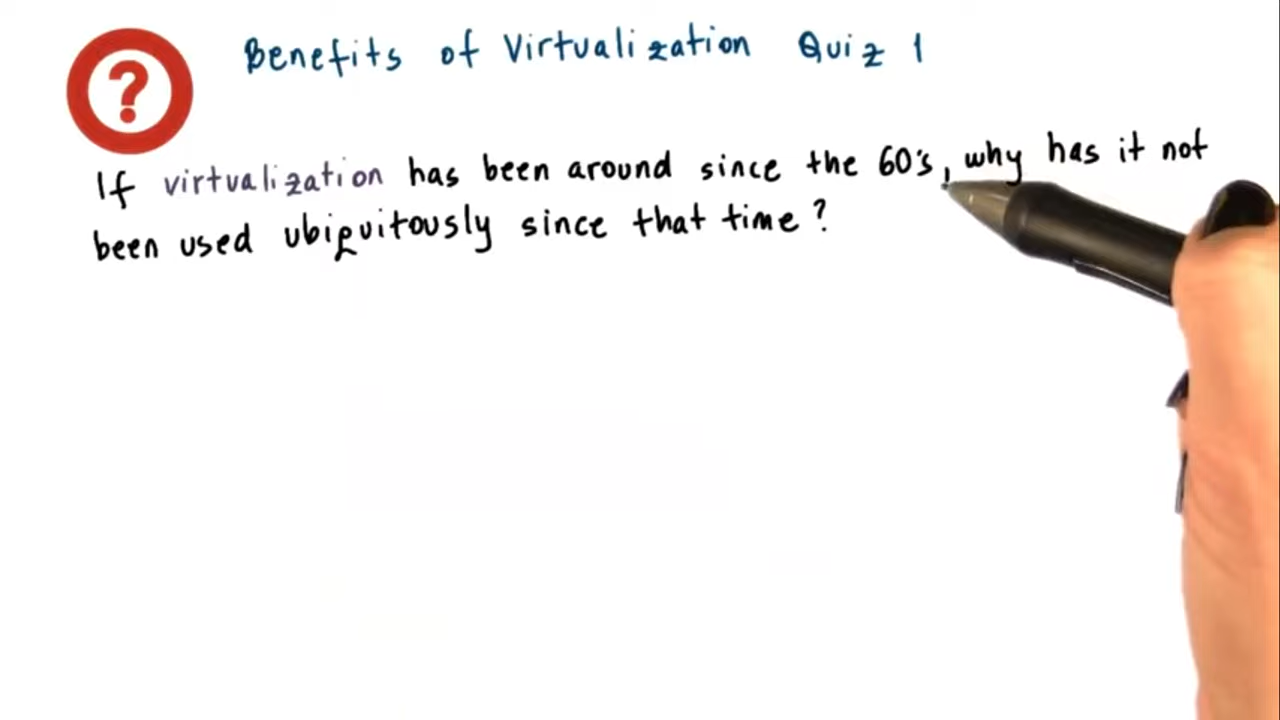 ?
Benefits of Virtualization Quiz 1
If virtualization has been around since the 60's, why has it not
been used ubiquitously since that time?